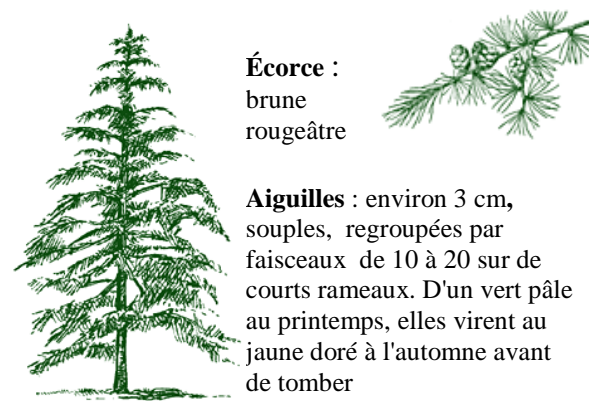 Écorce :
brune
rougeâtre
Aiguilles : environ 3 cm,
souples, regroupées par
faisceaux de 10 à 20 sur de
courts rameaux. D'un vert pâle
au printemps, elles virent au
jaune doré à l'automne avant
de tomber